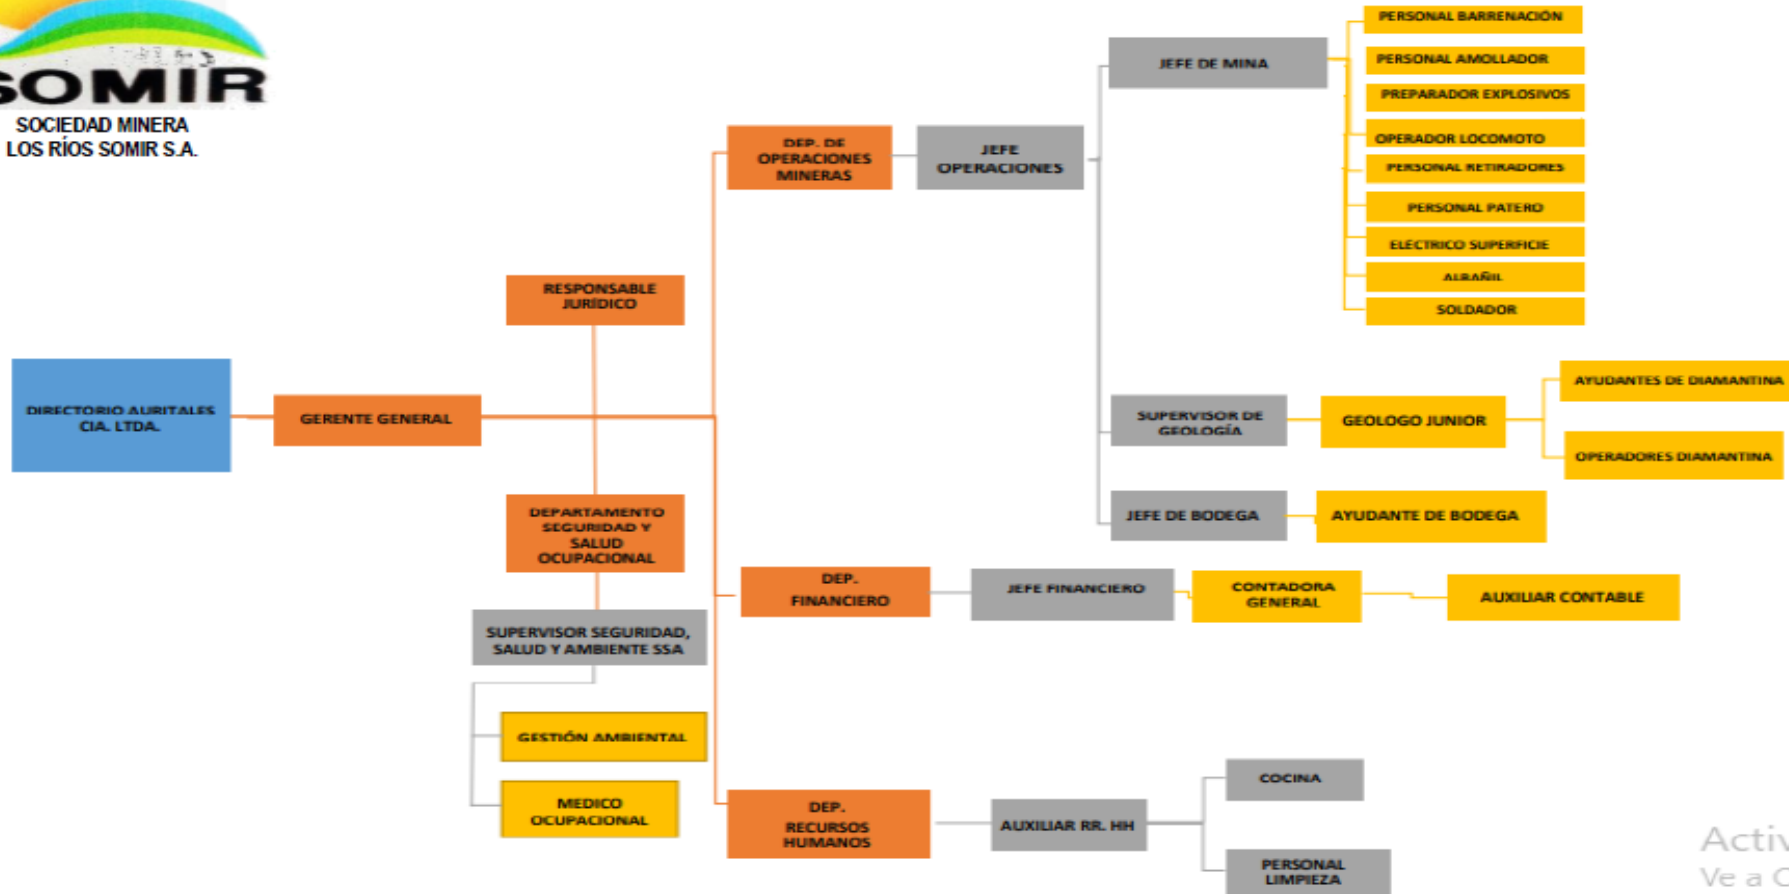 SOMIR
SOCIEDAD MINERA
LOS RÍOS SOMIR S.A.
DIRECTORIO AURITALES
CIA. LTDA.
GERENTE GENERAL
RESPONSABLE
JURÍDICO
DEPARTAMENTO
SEGURIDAD Y
SALUD
OCUPACIONAL
SUPERVISOR SEGURIDAD,
SALUD Y AMBIENTE SSA
GESTIÓN AMBIENTAL
MEDICO
OCUPACIONAL
DEP. DE
OPERACIONES
MINERAS
JEFE
OPERACIONES
JEFE DE MINA
PERSONAL BARRENACIÓN
PERSONAL AMOLLADOR
PREPARADOR EXPLOSIVOS
OPERADOR LOCOMOTO
PERSONAL RETIRADORES
PERSONAL PATERO
ELECTRICO SUPERFICIE
ALBAÑIL
SOLDADOR
SUPERVISOR DE
GEOLOGÍA
GEOLOGO JUNIOR
AYUDANTES DE DIAMANTINA
OPERADORES DIAMANTINA
JEFE DE BODEGA
AYUDANTE DE BODEGA
DEP.
FINANCIERO
JEFE FINANCIERO
CONTADORA
GENERAL
AUXILIAR CONTABLE
DEP.
RECURSOS
HUMANOS
AUXILIAR RR. HH
COCINA
PERSONAL
LIMPIEZA
Activ
Ve a C